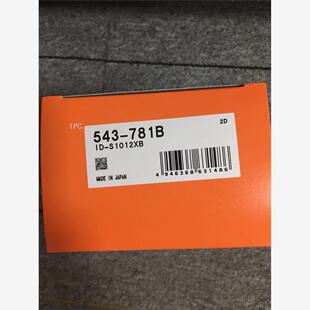 1PC.
543-781B
2D
ID-S1012XB
MADE IN JAPAN
4 946368 631486